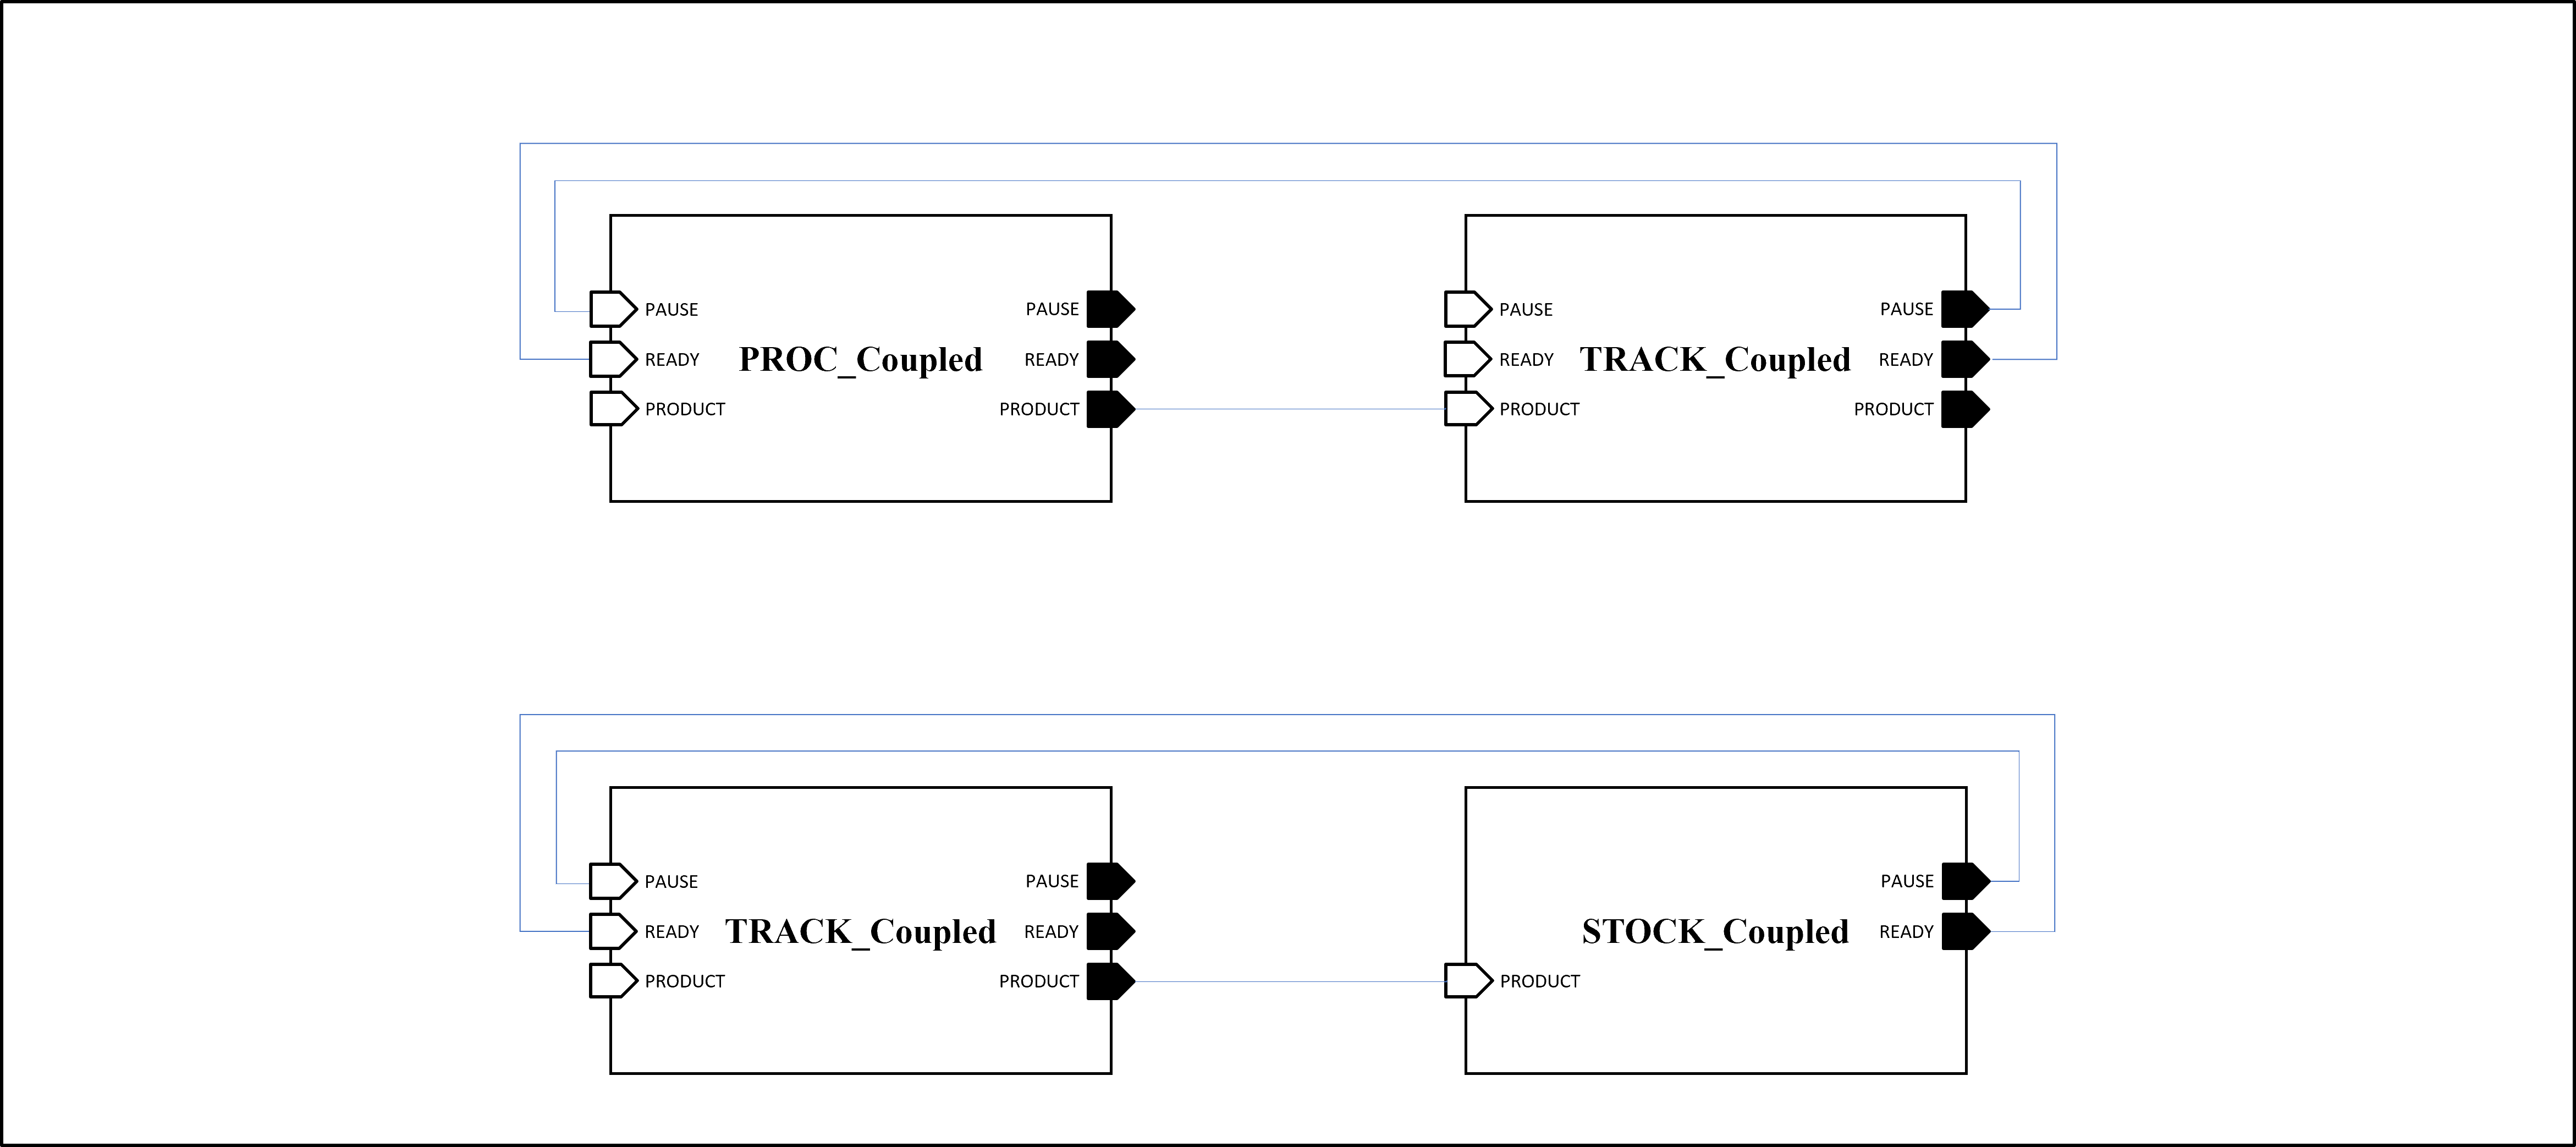 PAUSE PAUSE PAUSE PAUSE
READY PROC_Coupled READY READY TRACK_Coupled READY
PRODUCT PRODUCT PRODUCT PRODUCT
PAUSE PAUSE PAUSE
READY TRACK_Coupled READY STOCK_Coupled READY
PRODUCT PRODUCT PRODUCT